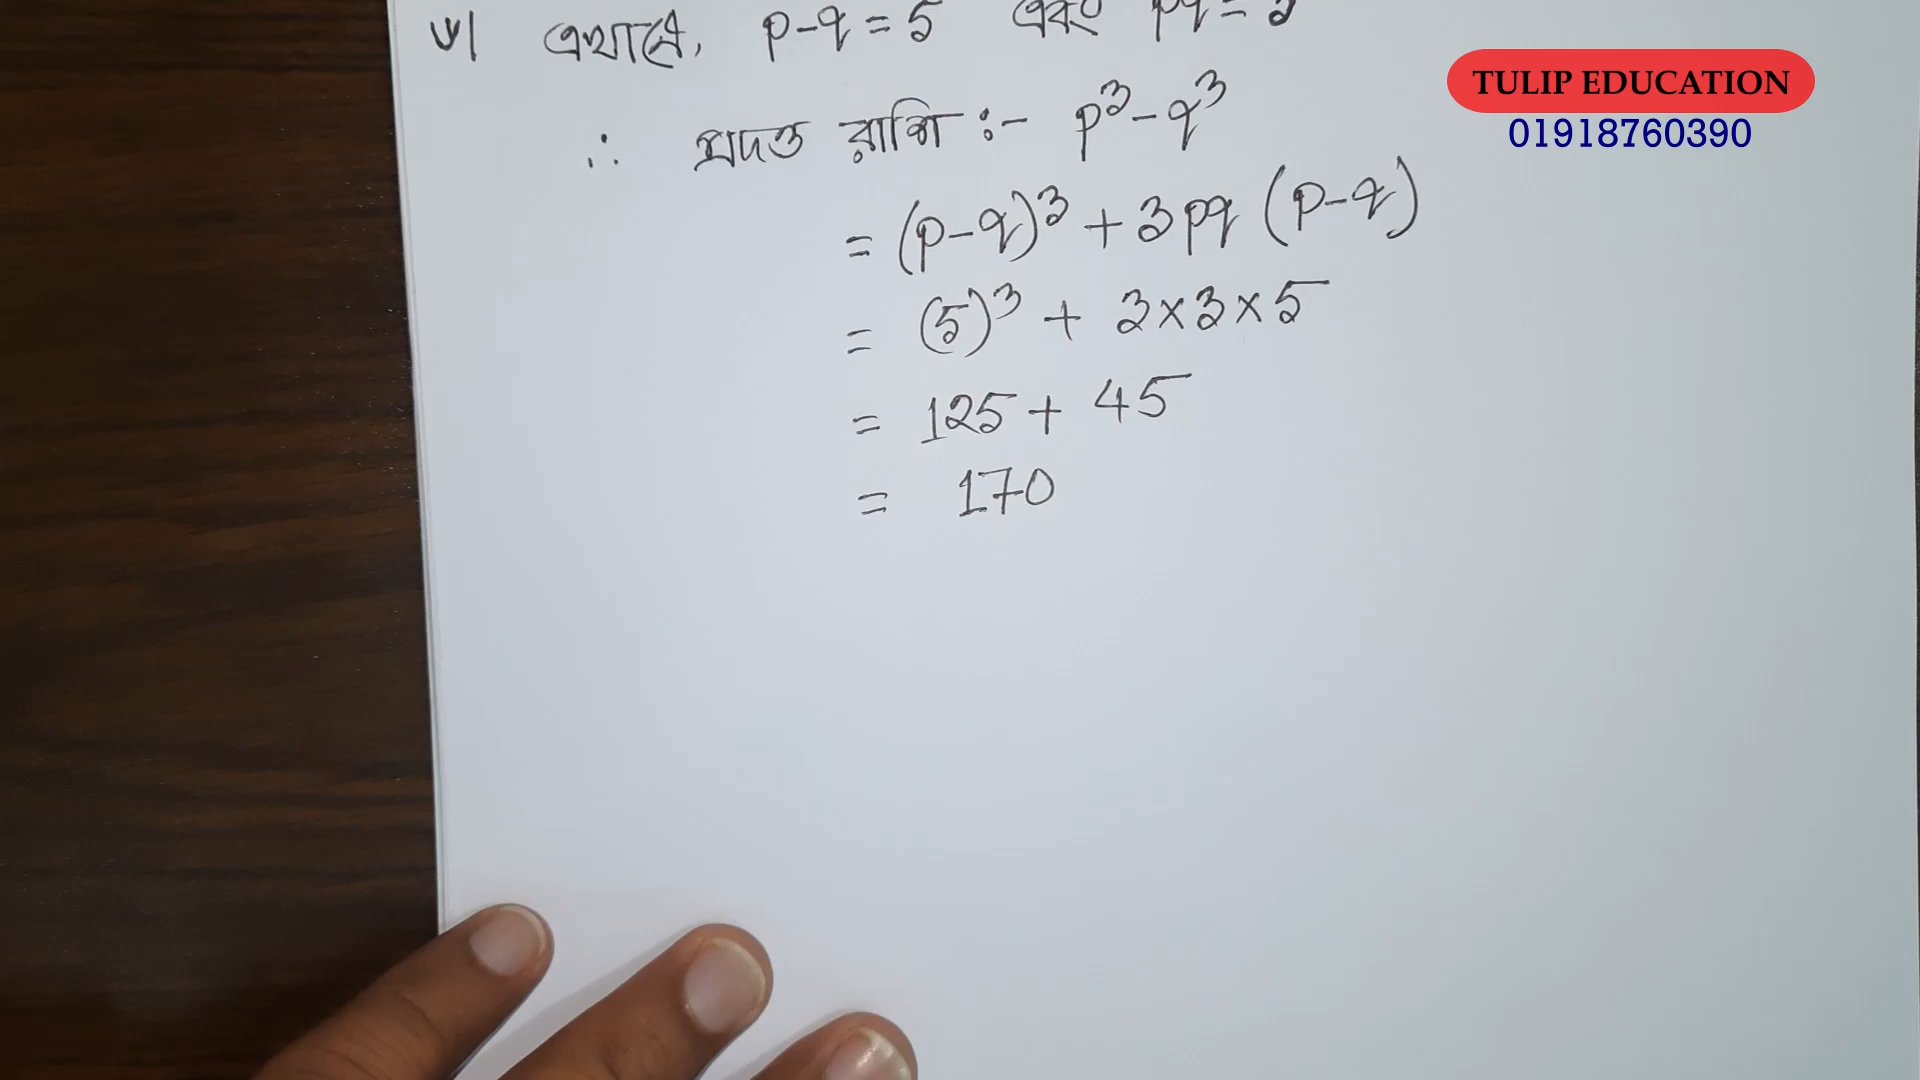 ৬। এখানে, p-q = 5 এবং pq = 3
TULIP EDUCATION
01918760390
∴ প্রদত্ত রাশি :- p³-q³
= (p-q)³ + 3pq (p-q)
= (5)³ + 3×3×5
= 125 + 45
= 170